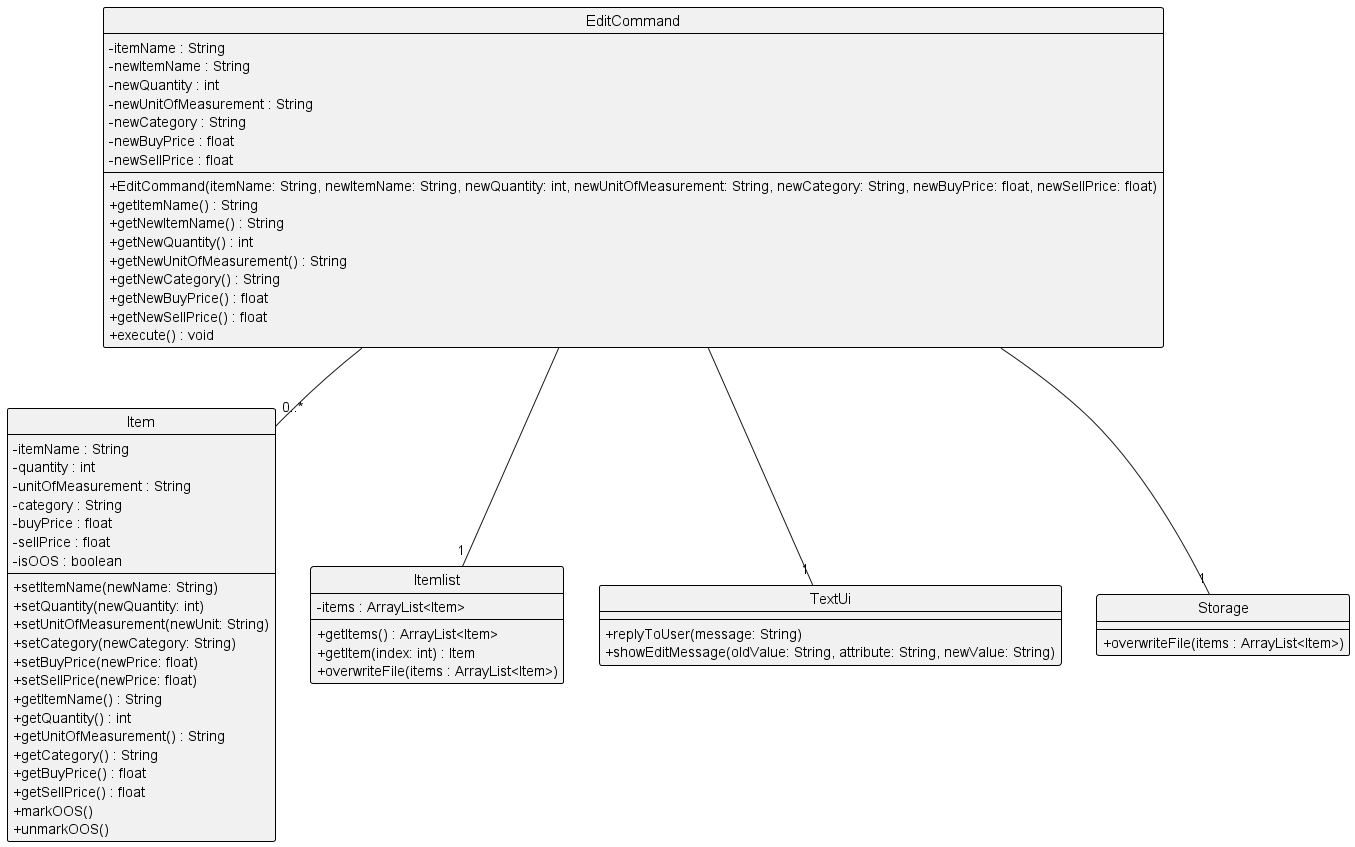 EditCommand
-itemName : String
-newItemName : String
-newQuantity : int
-newUnitOfMeasurement : String
-newCategory : String
-newBuyPrice : float
-newSellPrice : float
+EditCommand(itemName: String, newItemName: String, newQuantity: int, newUnitOfMeasurement: String, newCategory: String, newBuyPrice: float, newSellPrice: float)
+getItemName() : String
+getNewItemName() : String
+getNewQuantity() : int
+getNewUnitOfMeasurement() : String
+getNewCategory() : String
+getNewBuyPrice() : float
+getNewSellPrice() : float
+execute() : void
0..*
1
1
1
Item
-itemName : String
-quantity : int
-unitOfMeasurement : String
-category : String
-buyPrice : float
-sellPrice : float
-isOOS : boolean
+setItemName(newName: String)
+setQuantity(newQuantity: int)
+setUnitOfMeasurement(newUnit: String)
+setCategory(newCategory: String)
+setBuyPrice(newPrice: float)
+setSellPrice(newPrice: float)
+getItemName() : String
+getQuantity() : int
+getUnitOfMeasurement() : String
+getCategory() : String
+getBuyPrice() : float
+getSellPrice() : float
+markOOS()
+unmarkOOS()
Itemlist
-items : ArrayList<Item>
+getItems() : ArrayList<Item>
+getItem(index: int) : Item
+overwriteFile(items : ArrayList<Item>)
TextUi
+replyToUser(message: String)
+showEditMessage(oldValue: String, attribute: String, newValue: String)
Storage
+overwriteFile(items : ArrayList<Item>)